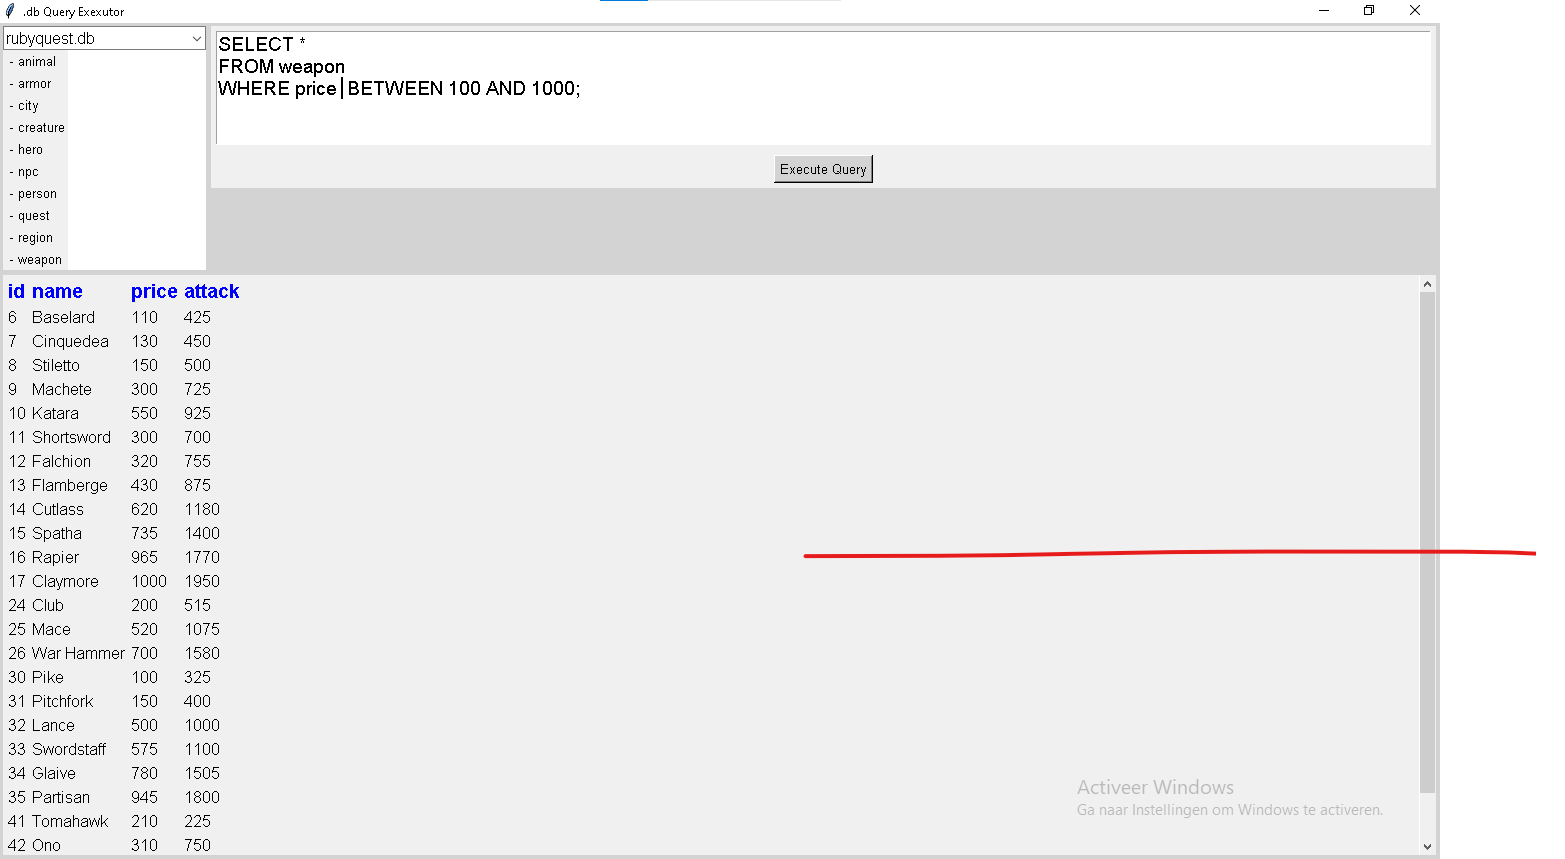 .db Query Exexutor
rubyquest.db
- animal
- armor
- city
- creature
- hero
- npc
- person
- quest
- region
- weapon
SELECT *
FROM weapon
WHERE price BETWEEN 100 AND 1000;
Execute Query
id name price attack
6 Baselard 110 425
7 Cinquedea 130 450
8 Stiletto 150 500
9 Machete 300 725
10 Katara 550 925
11 Shortsword 300 700
12 Falchion 320 755
13 Flamberge 430 875
14 Cutlass 620 1180
15 Spatha 735 1400
16 Rapier 965 1770
17 Claymore 1000 1950
24 Club 200 515
25 Mace 520 1075
26 War Hammer 700 1580
30 Pike 100 325
31 Pitchfork 150 400
32 Lance 500 1000
33 Swordstaff 575 1100
34 Glaive 780 1505
35 Partisan 945 1800
41 Tomahawk 210 225
42 Ono 310 750
Activeer Windows
Ga naar Instellingen om Windows te activeren.